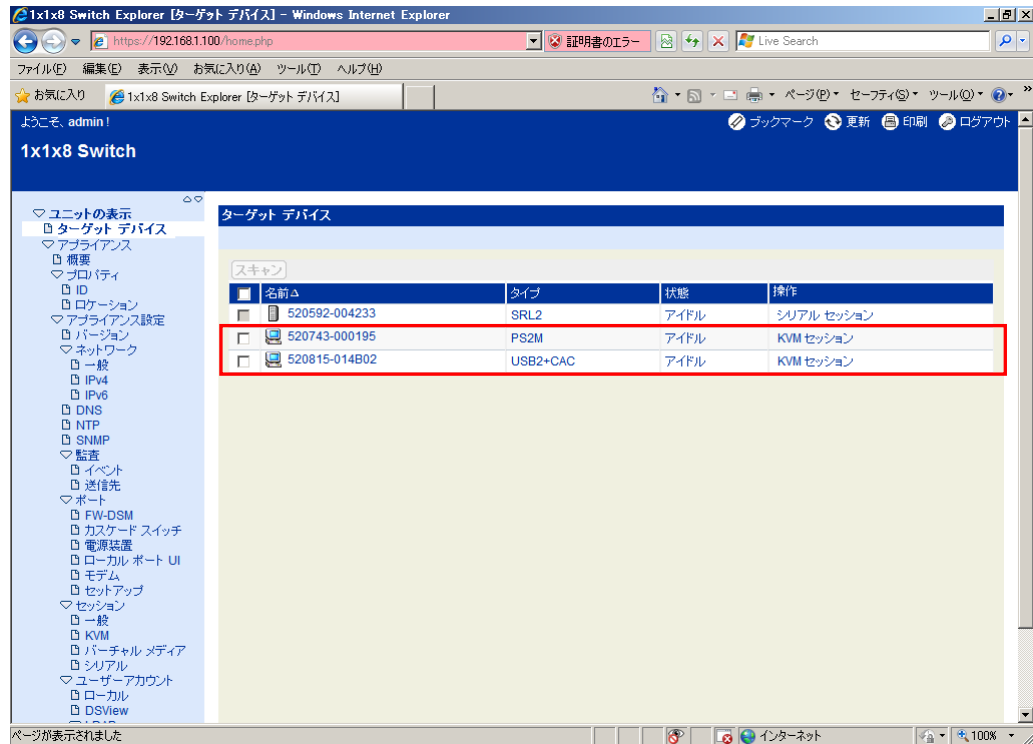 1x1x8 Switch Explorer [ターゲット デバイス] - Windows Internet Explorer
https://192.168.1.100/home.php
証明書のエラー
Live Search
ファイル(F) 編集(E) 表示(V) お気に入り(A) ツール(T) ヘルプ(H)
お気に入り
1x1x8 Switch Explorer [ターゲット デバイス]
ページ(P) セーフティ(S) ツール(O)
ようこそ、admin !
ブックマーク 更新 印刷 ログアウト
1x1x8 Switch
ユニットの表示
ターゲット デバイス
アプライアンス
概要
プロパティ
ID
ロケーション
アプライアンス設定
バージョン
ネットワーク
一般
IPv4
IPv6
DNS
NTP
SNMP
監査
イベント
送信先
ポート
FW-DSM
カスケード スイッチ
電源装置
ローカル ポート UI
モデム
セットアップ
セッション
一般
KVM
バーチャル メディア
シリアル
ユーザーアカウント
ローカル
DSView
ターゲット デバイス
スキャン
名前 タイプ 状態 操作
520592-004233 SRL2 アイドル シリアル セッション
520743-000195 PS2M アイドル KVM セッション
520815-014B02 USB2+CAC アイドル KVM セッション
ページが表示されました
インターネット
100%